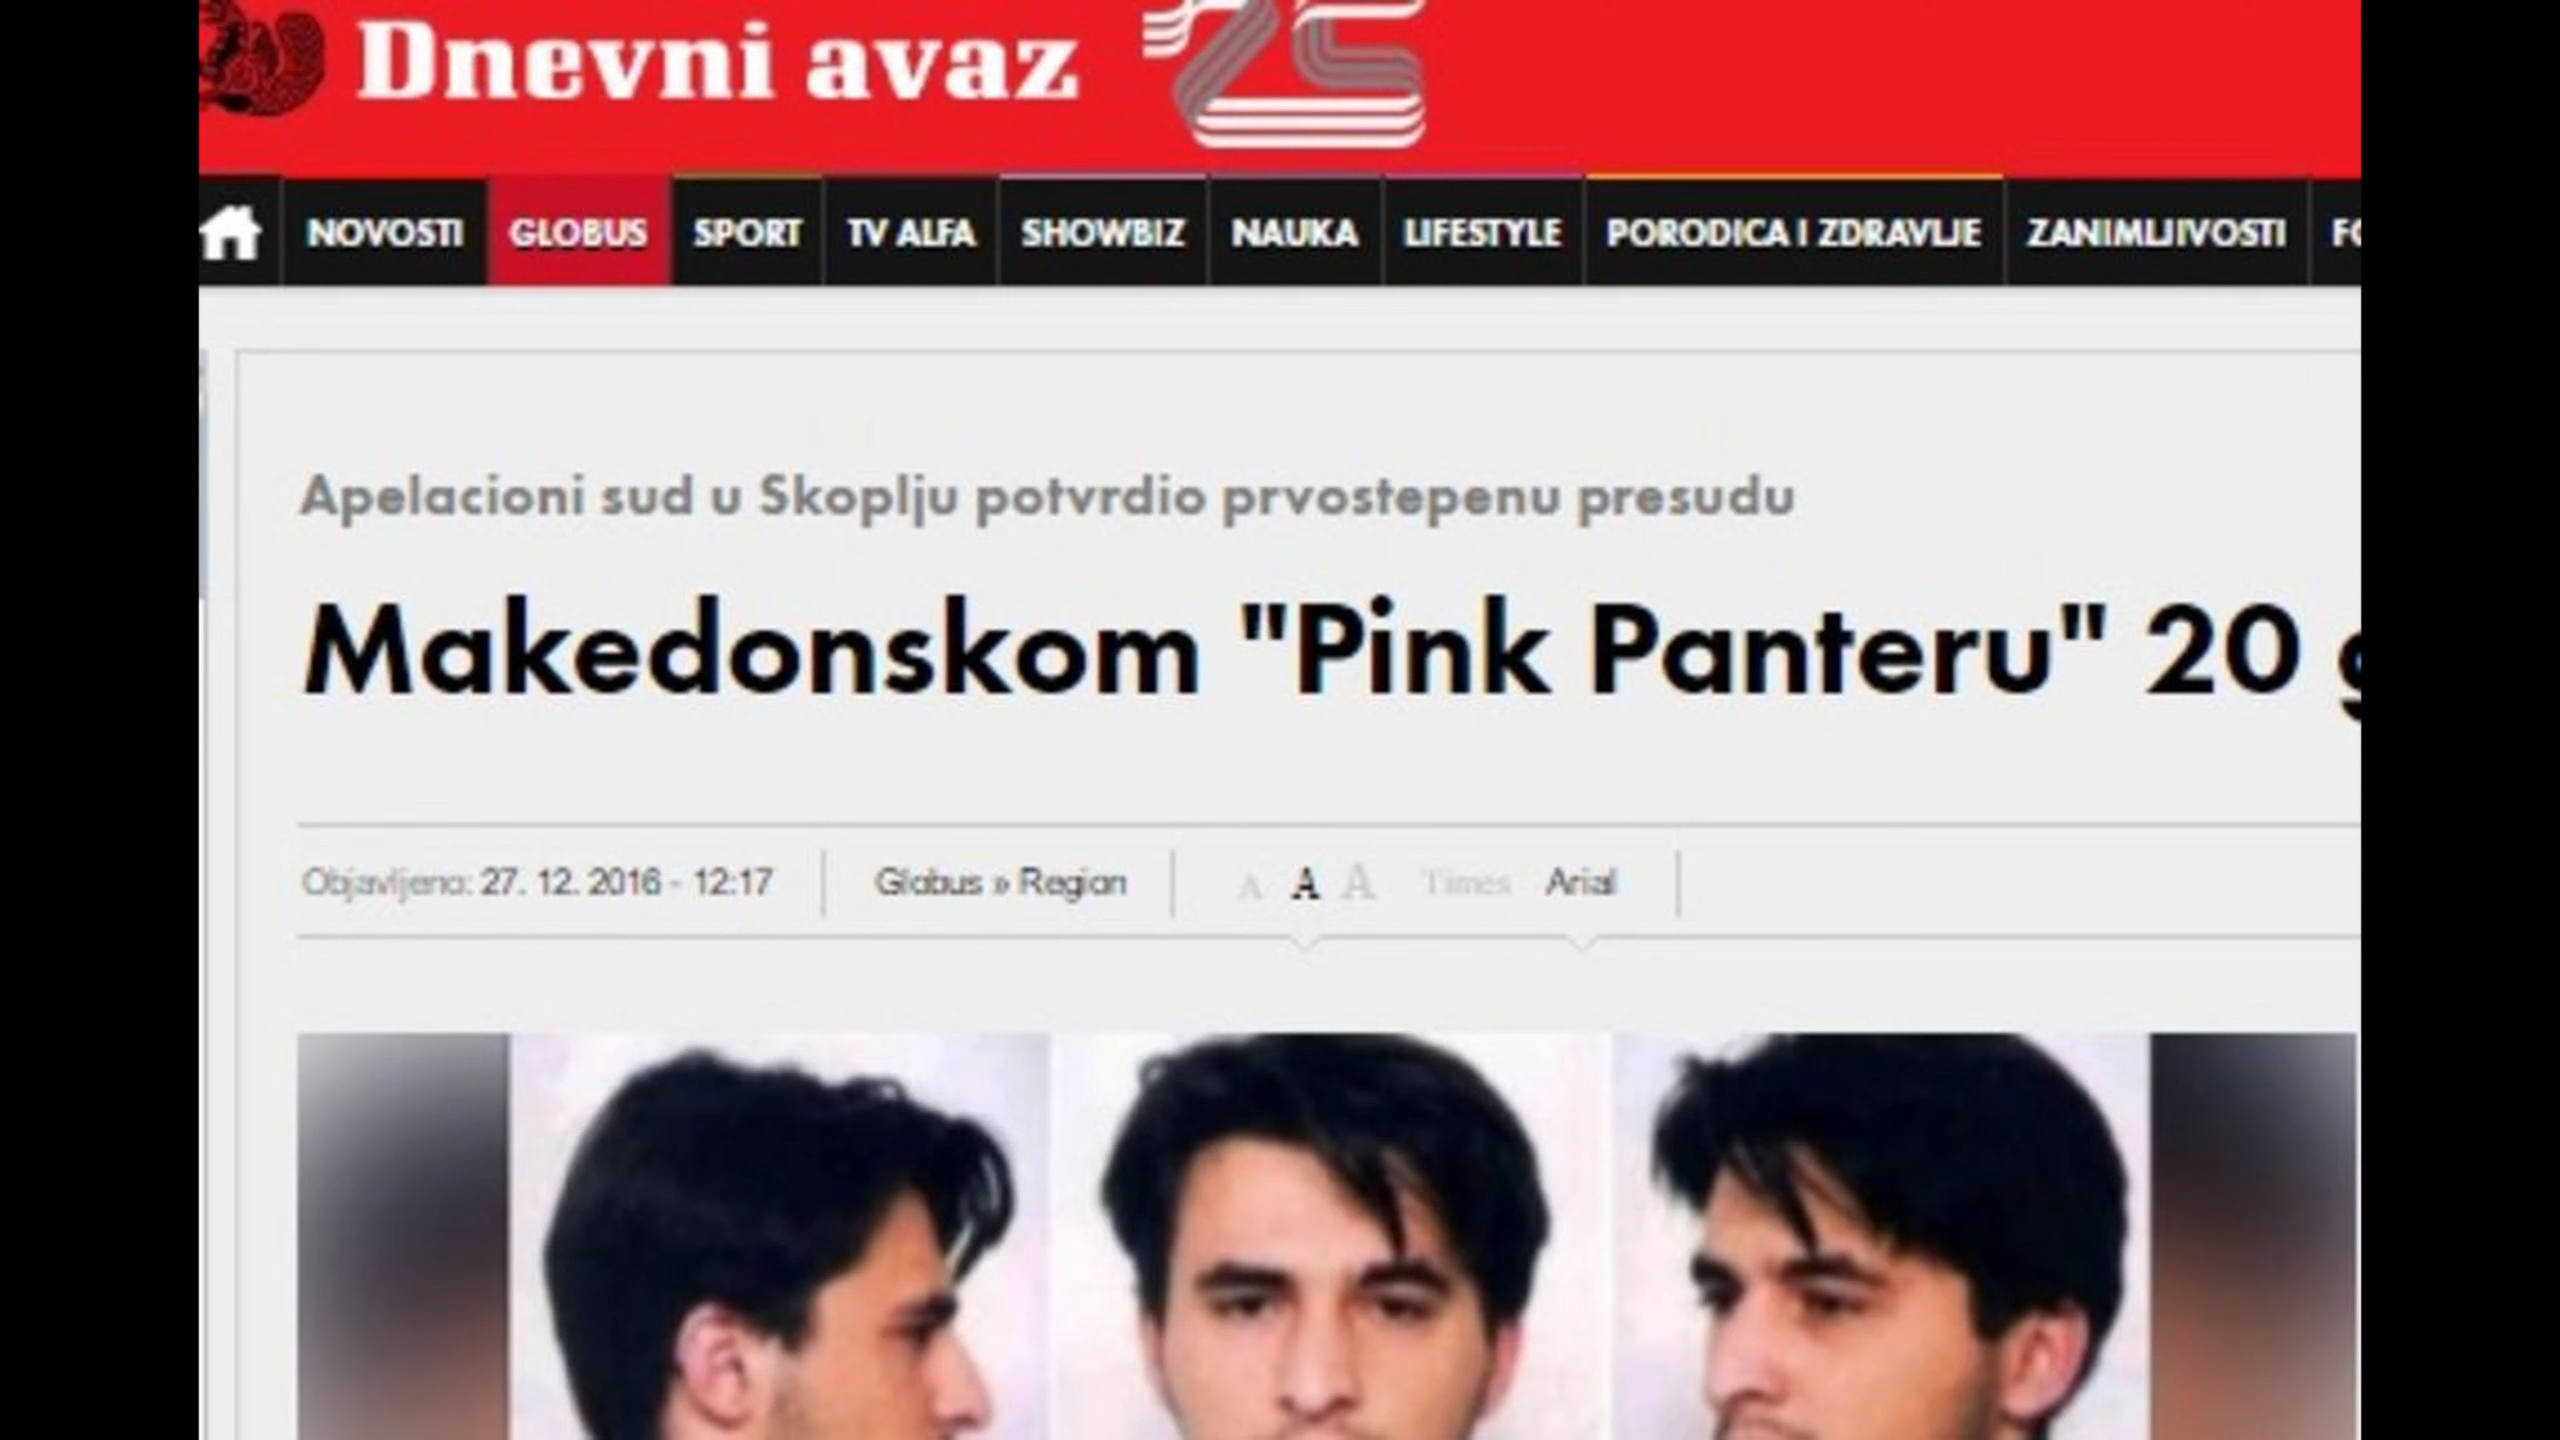 Dnevni avaz 25
NOVOSTI GLOBUS SPORT TV ALFA SHOWBIZ NAUKA LIFESTYLE PORODICA I ZDRAVLJE ZANIMLJIVOSTI
Apelacioni sud u Skoplju potvrdio prvostepenu presudu
Makedonskom "Pink Panteru" 20 g
Objavljeno: 27. 12. 2016 - 12:17 Globus » Region A A A Times Arial